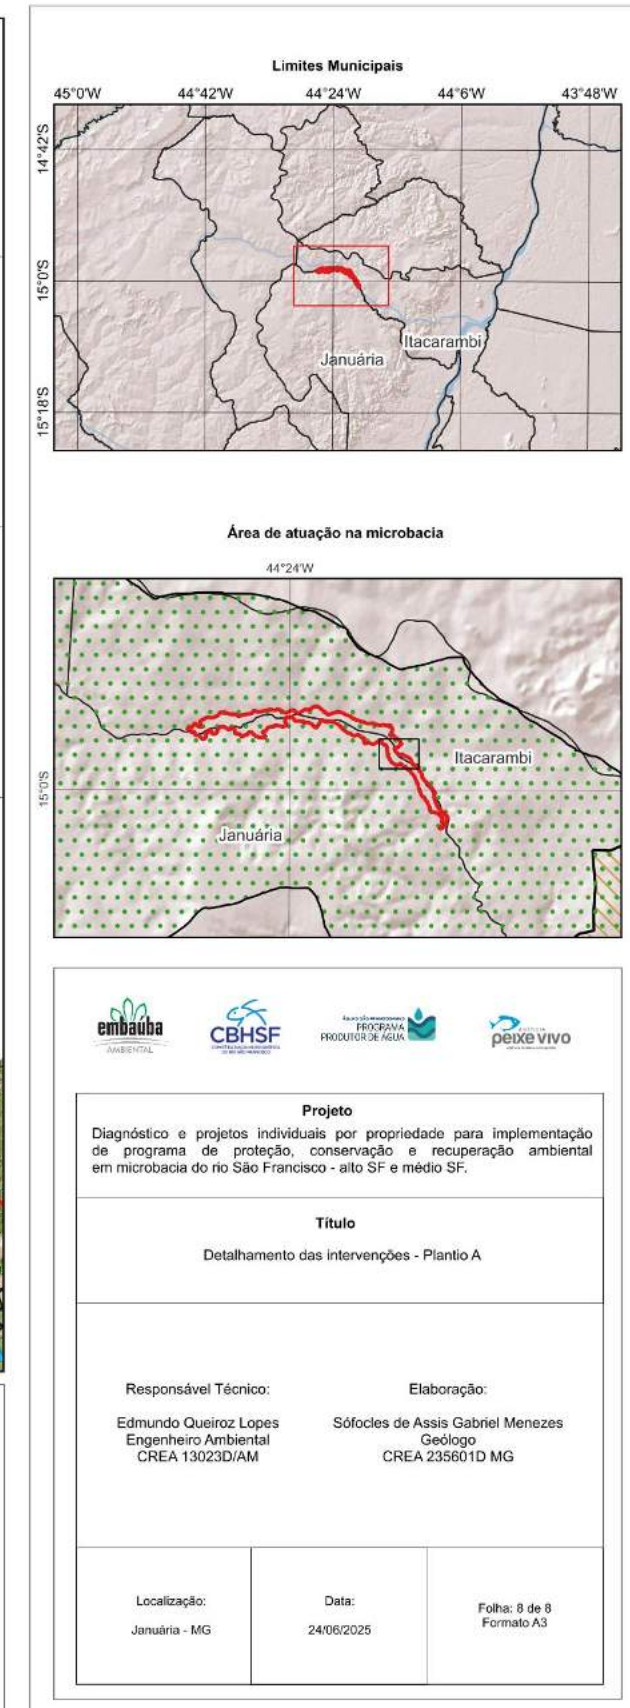 Limites Municipais
45°0'W 44°42'W 44°24'W 44°6'W 43°48'W
14°42'S
15°0'S
15°18'S
Itacarambi
Januária
Área de atuação na microbacia
44°24'W
15°0'S
Itacarambi
Januária
embaúba
AMBIENTAL
CBHSF
PROGRAMA
PRODUTOR DE ÁGUA
peixe vivo
Projeto
Diagnóstico e projetos individuais por propriedade para implementação
de programa de proteção, conservação e recuperação ambiental
em microbacia do rio São Francisco - alto SF e médio SF.
Título
Detalhamento das intervenções - Plantio A
Responsável Técnico:
Edmundo Queiroz Lopes
Engenheiro Ambiental
CREA 13023D/AM
Elaboração:
Sófocles de Assis Gabriel Menezes
Geólogo
CREA 235601D MG
Localização:
Januária - MG
Data:
24/06/2025
Folha: 8 de 8
Formato A3